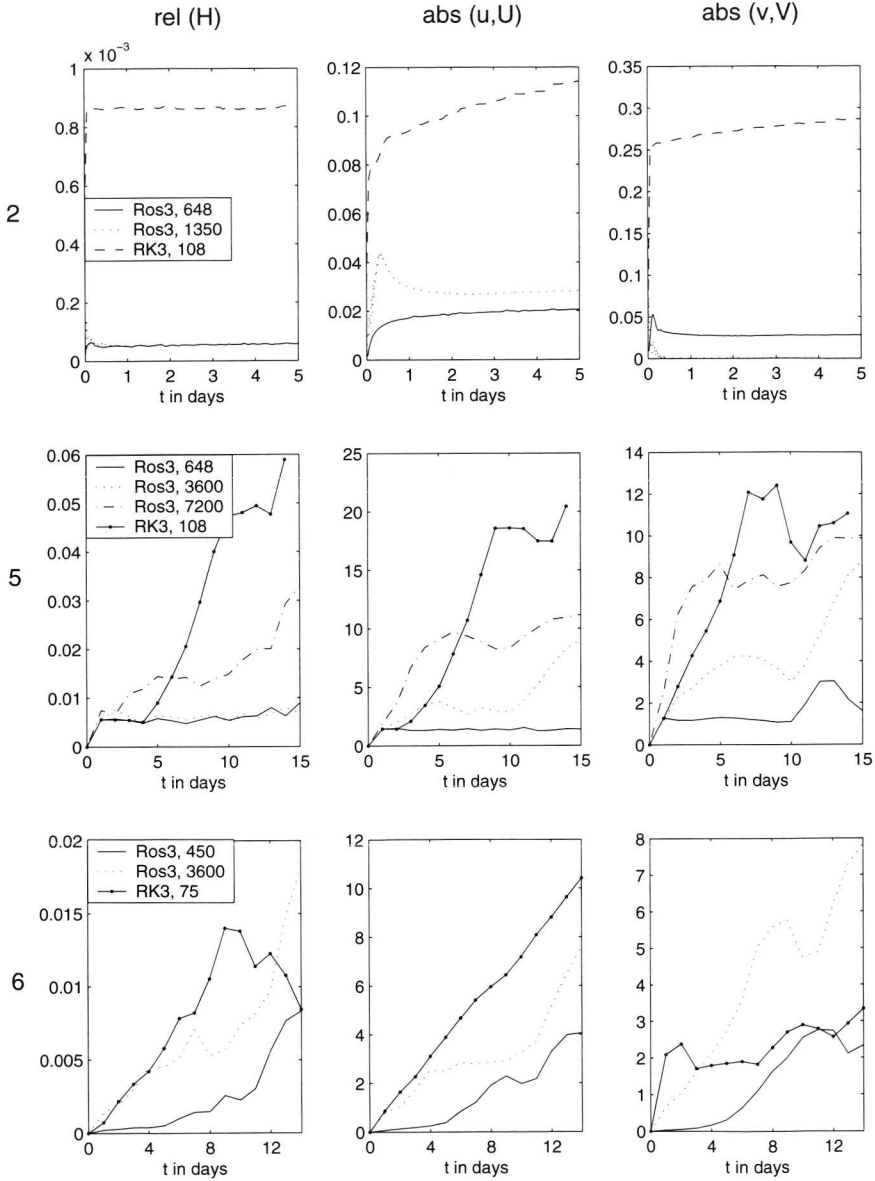 rel (H)
abs (u,U)
abs (v,V)
2
x 10⁻³
1
0.8
0.6
0.4
0.2
0
Ros3, 648
Ros3, 1350
RK3, 108
0 1 2 3 4 5
t in days
0.12
0.1
0.08
0.06
0.04
0.02
0
0 1 2 3 4 5
t in days
0.35
0.3
0.25
0.2
0.15
0.1
0.05
0
0 1 2 3 4 5
t in days
5
0.06
0.05
0.04
0.03
0.02
0.01
0
Ros3, 648
Ros3, 3600
Ros3, 7200
RK3, 108
0 5 10 15
t in days
25
20
15
10
5
0
0 5 10 15
t in days
14
12
10
8
6
4
2
0
0 5 10 15
t in days
6
0.02
0.015
0.01
0.005
0
Ros3, 450
Ros3, 3600
RK3, 75
0 4 8 12
t in days
12
10
8
6
4
2
0
0 4 8 12
t in days
8
7
6
5
4
3
2
1
0
0 4 8 12
t in days